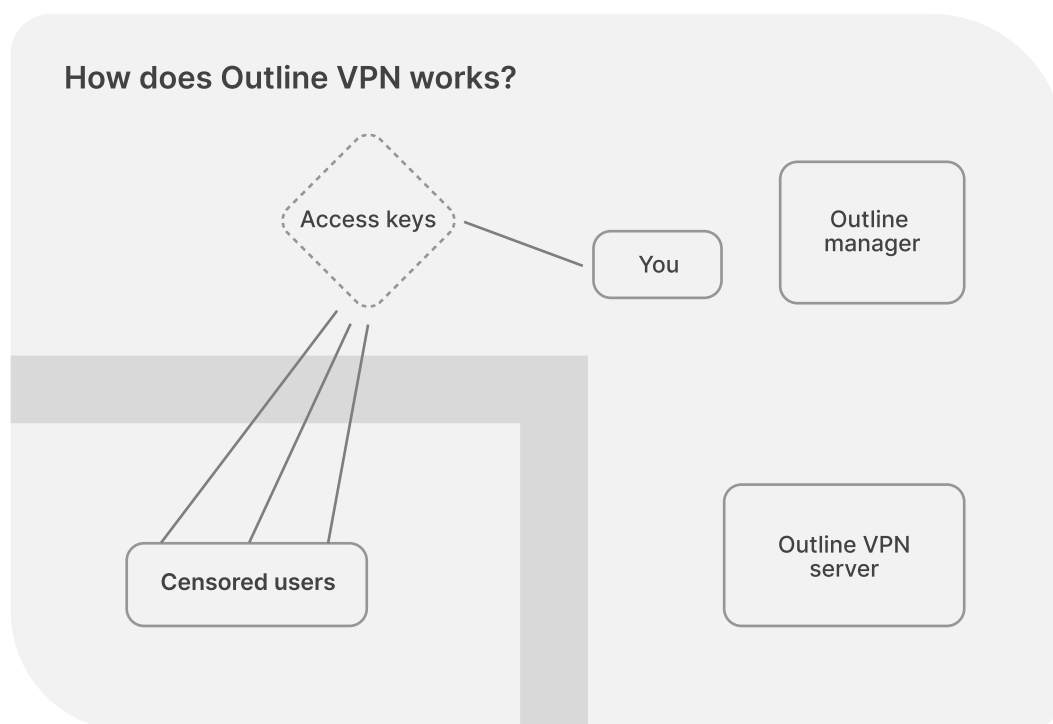 How does Outline VPN works?
Access keys
Outline
manager
You
Outline VPN
server
Censored users